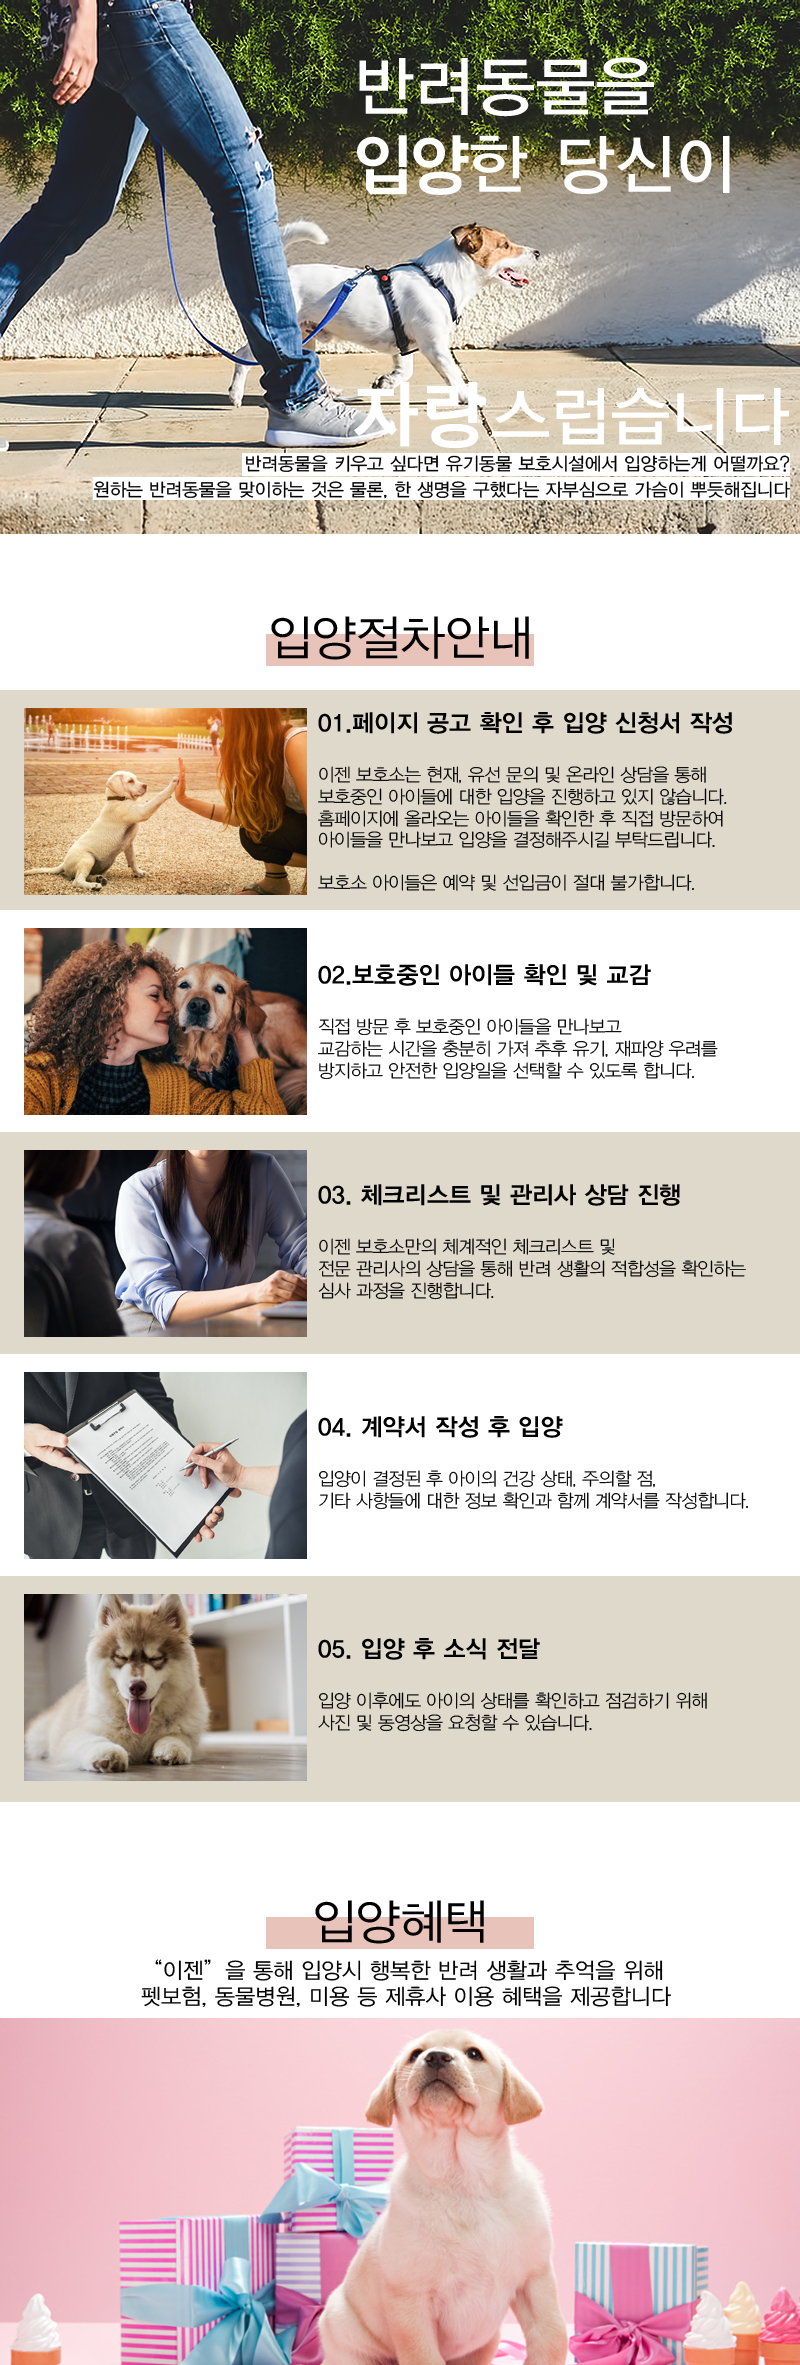 반려동물을
입양한 당신이
자랑스럽습니다
반려동물을 키우고 싶다면 유기동물 보호시설에서 입양하는게 어떨까요?
원하는 반려동물을 맞이하는 것은 물론, 한 생명을 구했다는 자부심으로 가슴이 뿌듯해집니다
입양절차안내
01.페이지 공고 확인 후 입양 신청서 작성
이젠 보호소는 현재, 유선 문의 및 온라인 상담을 통해
보호중인 아이들에 대한 입양을 진행하고 있지 않습니다.
홈페이지에 올라오는 아이들을 확인한 후 직접 방문하여
아이들을 만나보고 입양을 결정해주시길 부탁드립니다.
보호소 아이들은 예약 및 선입금이 절대 불가합니다.
02.보호중인 아이들 확인 및 교감
직접 방문 후 보호중인 아이들을 만나보고
교감하는 시간을 충분히 가져 추후 유기, 재파양 우려를
방지하고 안전한 입양일을 선택할 수 있도록 합니다.
03. 체크리스트 및 관리사 상담 진행
이젠 보호소만의 체계적인 체크리스트 및
전문 관리사의 상담을 통해 반려 생활의 적합성을 확인하는
심사 과정을 진행합니다.
04. 계약서 작성 후 입양
입양이 결정된 후 아이의 건강 상태, 주의할 점,
기타 사항들에 대한 정보 확인과 함께 계약서를 작성합니다.
05. 입양 후 소식 전달
입양 이후에도 아이의 상태를 확인하고 점검하기 위해
사진 및 동영상을 요청할 수 있습니다.
입양혜택
“이젠” 을 통해 입양시 행복한 반려 생활과 추억을 위해
펫보험, 동물병원, 미용 등 제휴사 이용 혜택을 제공합니다